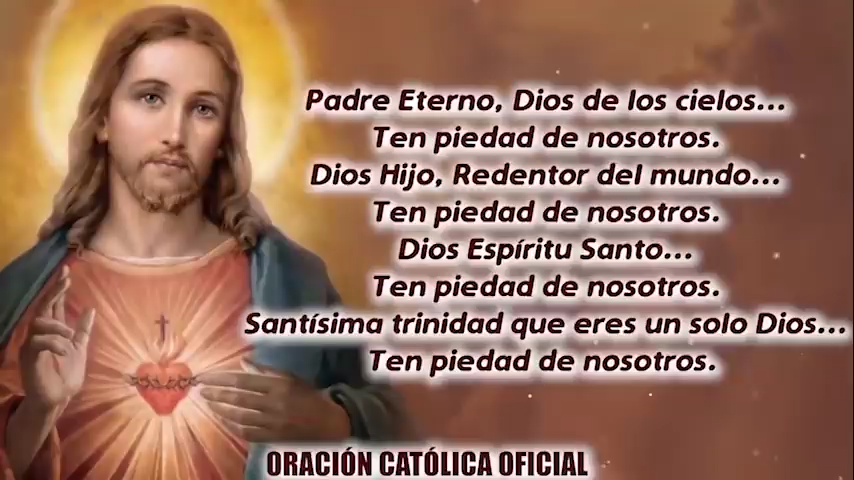 Padre Eterno, Dios de los cielos...
Ten piedad de nosotros.
Dios Hijo, Redentor del mundo...
Ten piedad de nosotros.
Dios Espíritu Santo...
Ten piedad de nosotros.
Santísima trinidad que eres un solo Dios...
Ten piedad de nosotros.
ORACIÓN CATÓLICA OFICIAL